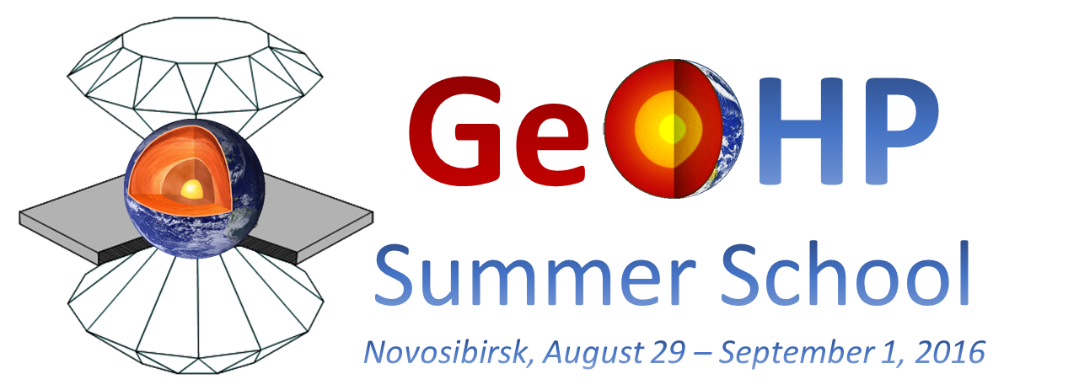 GeOHP
Summer School
Novosibirsk, August 29 – September 1, 2016